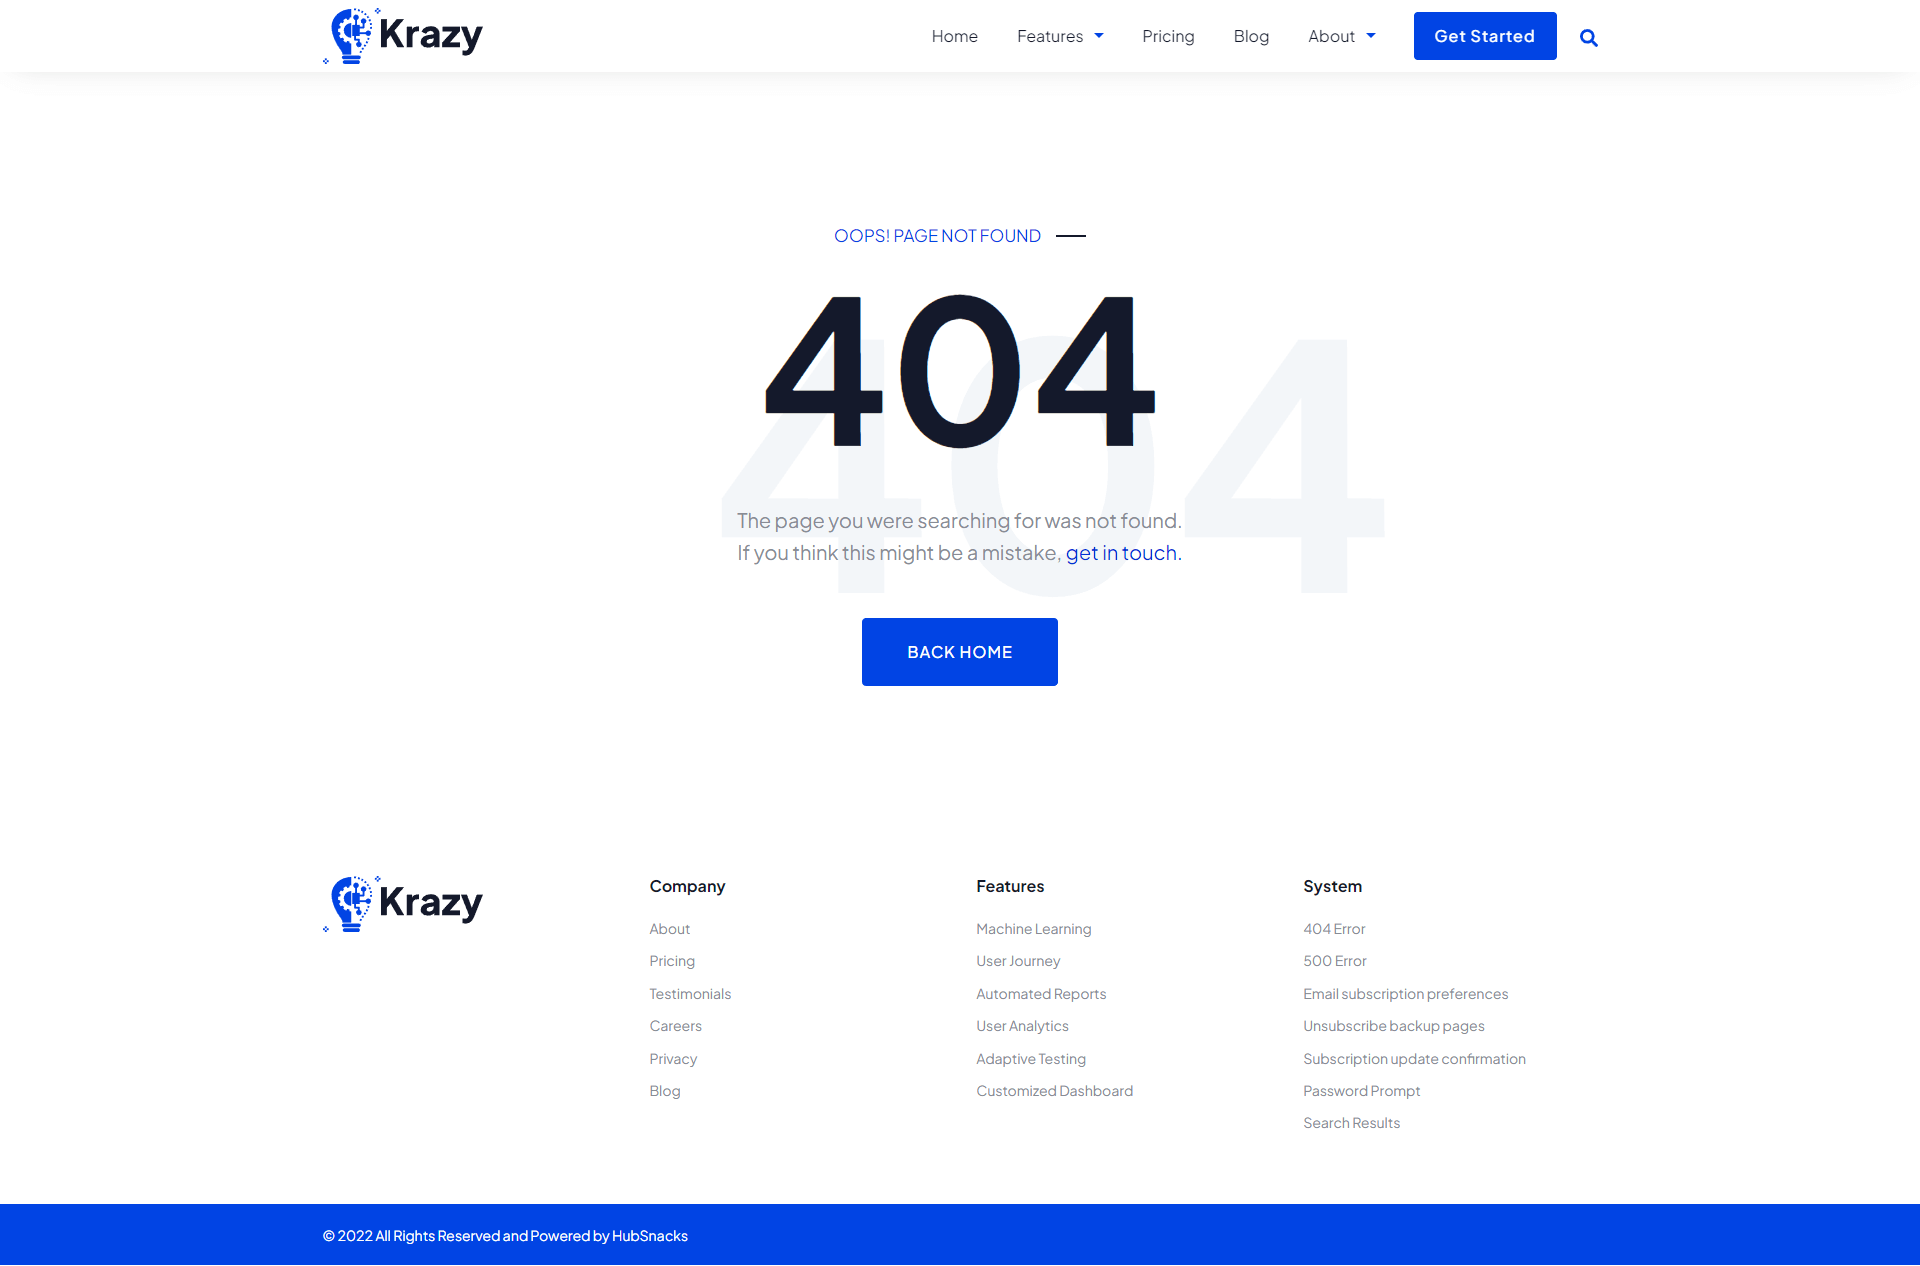 Krazy
Home Features Pricing Blog About Get Started
OOPS! PAGE NOT FOUND
404
404
The page you were searching for was not found.
If you think this might be a mistake, get in touch.
BACK HOME
Krazy
Company
About
Pricing
Testimonials
Careers
Privacy
Blog
Features
Machine Learning
User Journey
Automated Reports
User Analytics
Adaptive Testing
Customized Dashboard
System
404 Error
500 Error
Email subscription preferences
Unsubscribe backup pages
Subscription update confirmation
Password Prompt
Search Results
© 2022 All Rights Reserved and Powered by HubSnacks